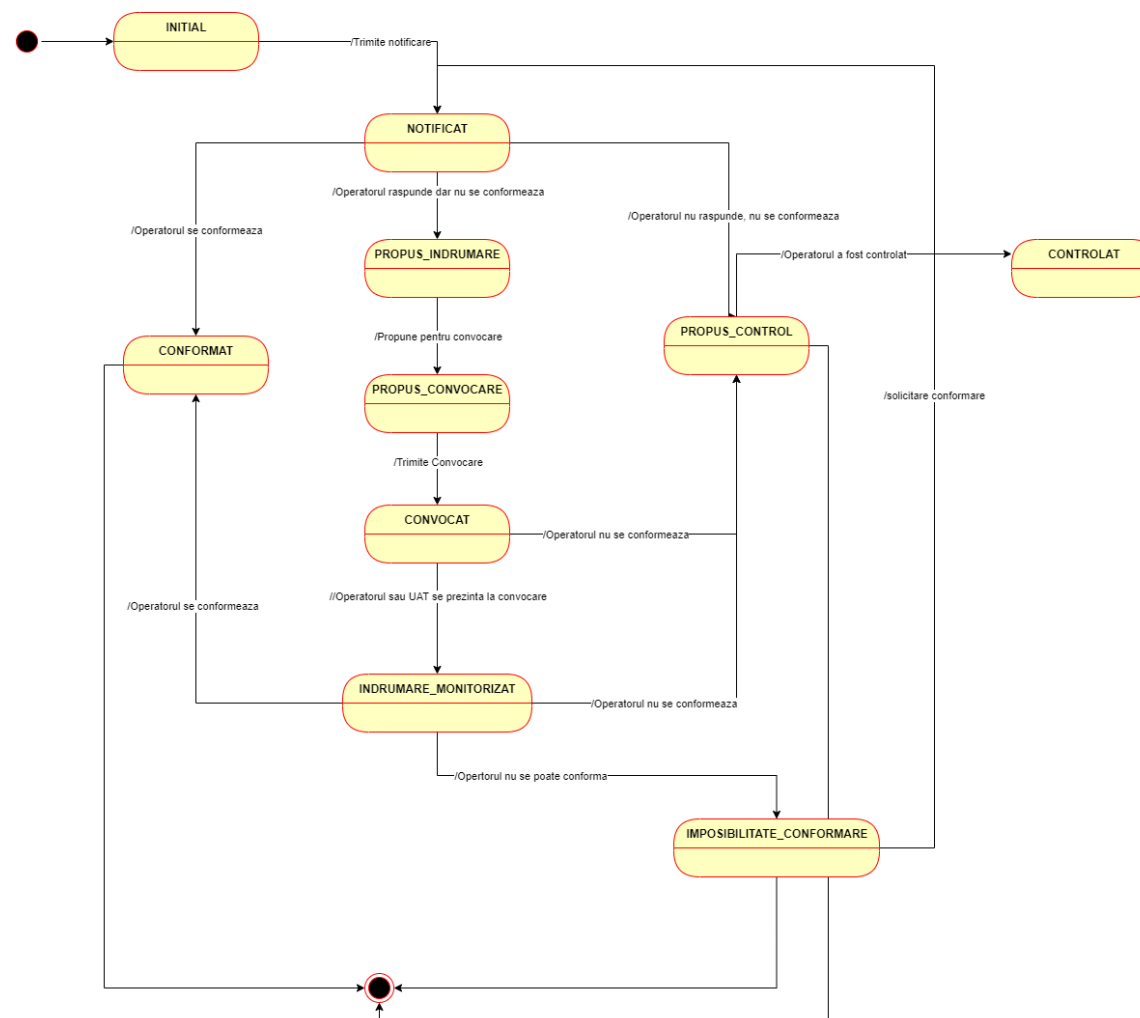 INITIAL
/Trimite notificare
NOTIFICAT
/Operatorul raspunde dar nu se conformeaza
/Operatorul nu raspunde, nu se conformeaza
/Operatorul se conformeaza
PROPUS_INDRUMARE
/Operatorul a fost controlat
CONTROLAT
PROPUS_CONTROL
/Propune pentru convocare
CONFORMAT
PROPUS_CONVOCARE
/solicitare conformare
/Trimite Convocare
CONVOCAT
/Operatorul nu se conformeaza
//Operatorul sau UAT se prezinta la convocare
/Operatorul se conformeaza
INDRUMARE_MONITORIZAT
/Operatorul nu se conformeaza
/Opertorul nu se poate conforma
IMPOSIBILITATE_CONFORMARE